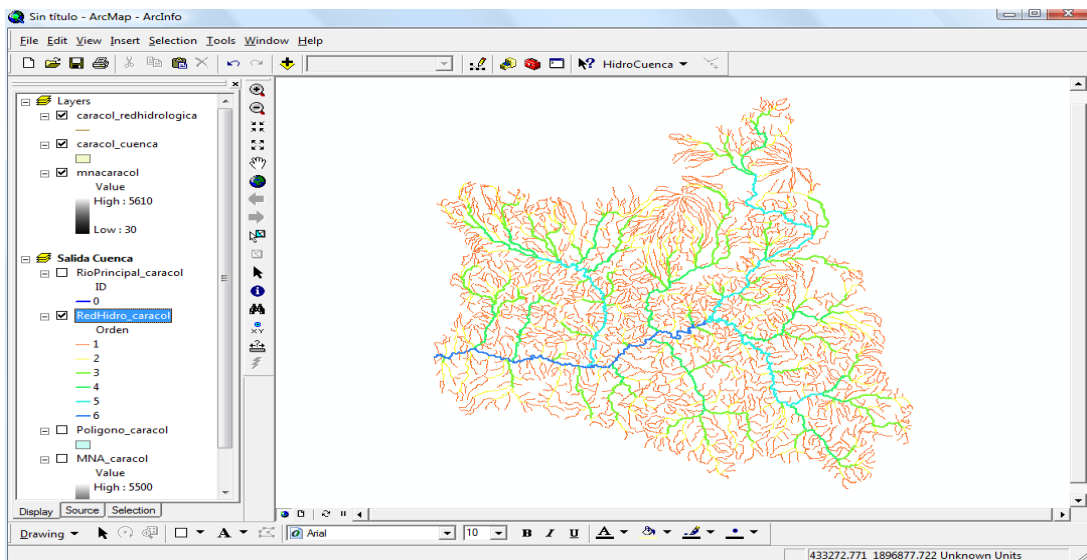 Sin título - ArcMap - ArcInfo
File Edit View Insert Selection Tools Window Help
HidroCuenca
Layers
caracol_redhidrologica
caracol_cuenca
mnacaracol
Value
High : 5610
Low : 30
Salida Cuenca
RioPrincipal_caracol
ID
0
RedHidro_caracol
Orden
1
2
3
4
5
6
Poligono_caracol
MNA_caracol
Value
High : 5500
Display Source Selection
Drawing A Arial 10 B I U A
433272.771 1896877.722 Unknown Units